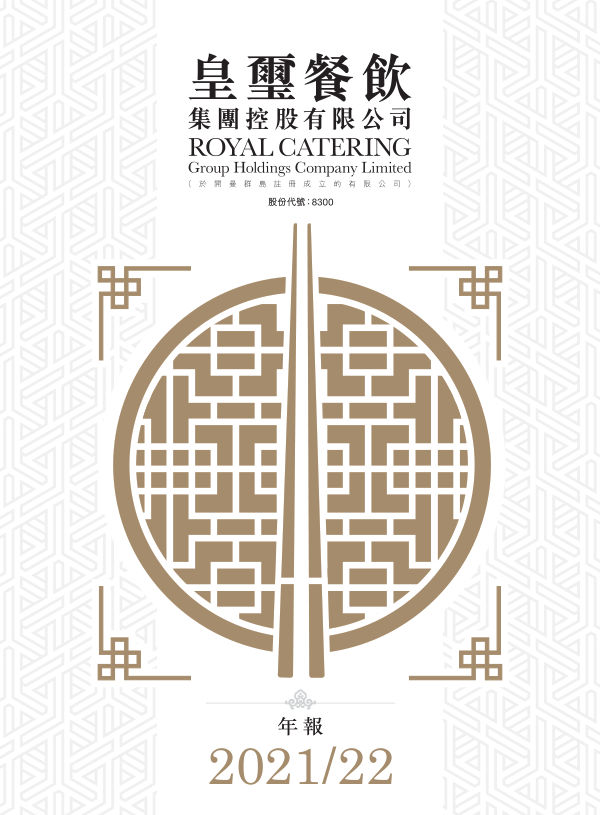 皇璽餐飲
集團控股有限公司
ROYAL CATERING
Group Holdings Company Limited
(於開曼群島註冊成立的有限公司)
股份代號：8300
年報
2021/22